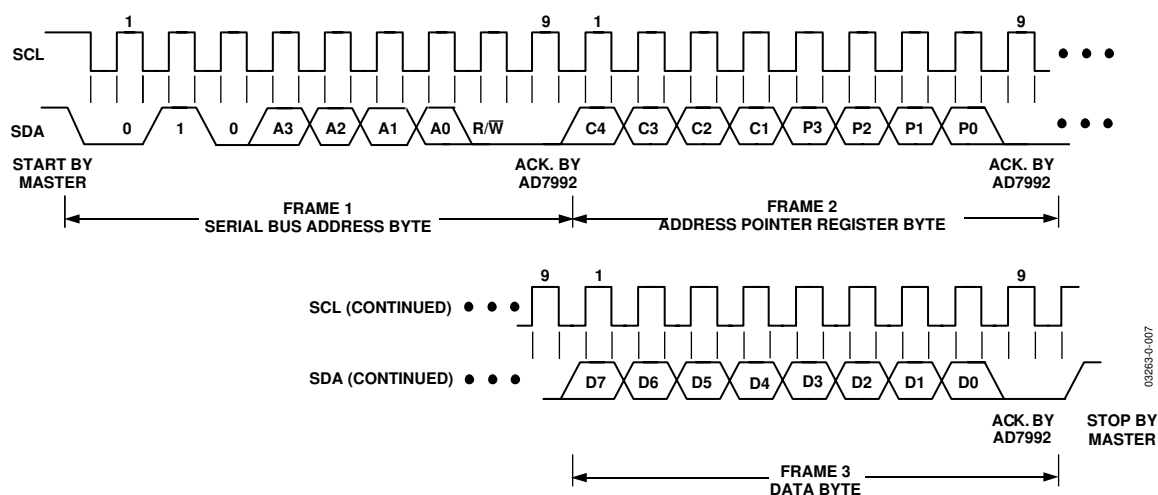 1 9 1 9
SCL
SDA 0 1 0 A3 A2 A1 A0 R/W̅ C4 C3 C2 C1 P3 P2 P1 P0
START BY
MASTER
ACK. BY
AD7992
ACK. BY
AD7992
FRAME 1
SERIAL BUS ADDRESS BYTE
FRAME 2
ADDRESS POINTER REGISTER BYTE
9 1 9
SCL (CONTINUED)
SDA (CONTINUED) D7 D6 D5 D4 D3 D2 D1 D0
ACK. BY
AD7992
STOP BY
MASTER
FRAME 3
DATA BYTE
03263-0-007